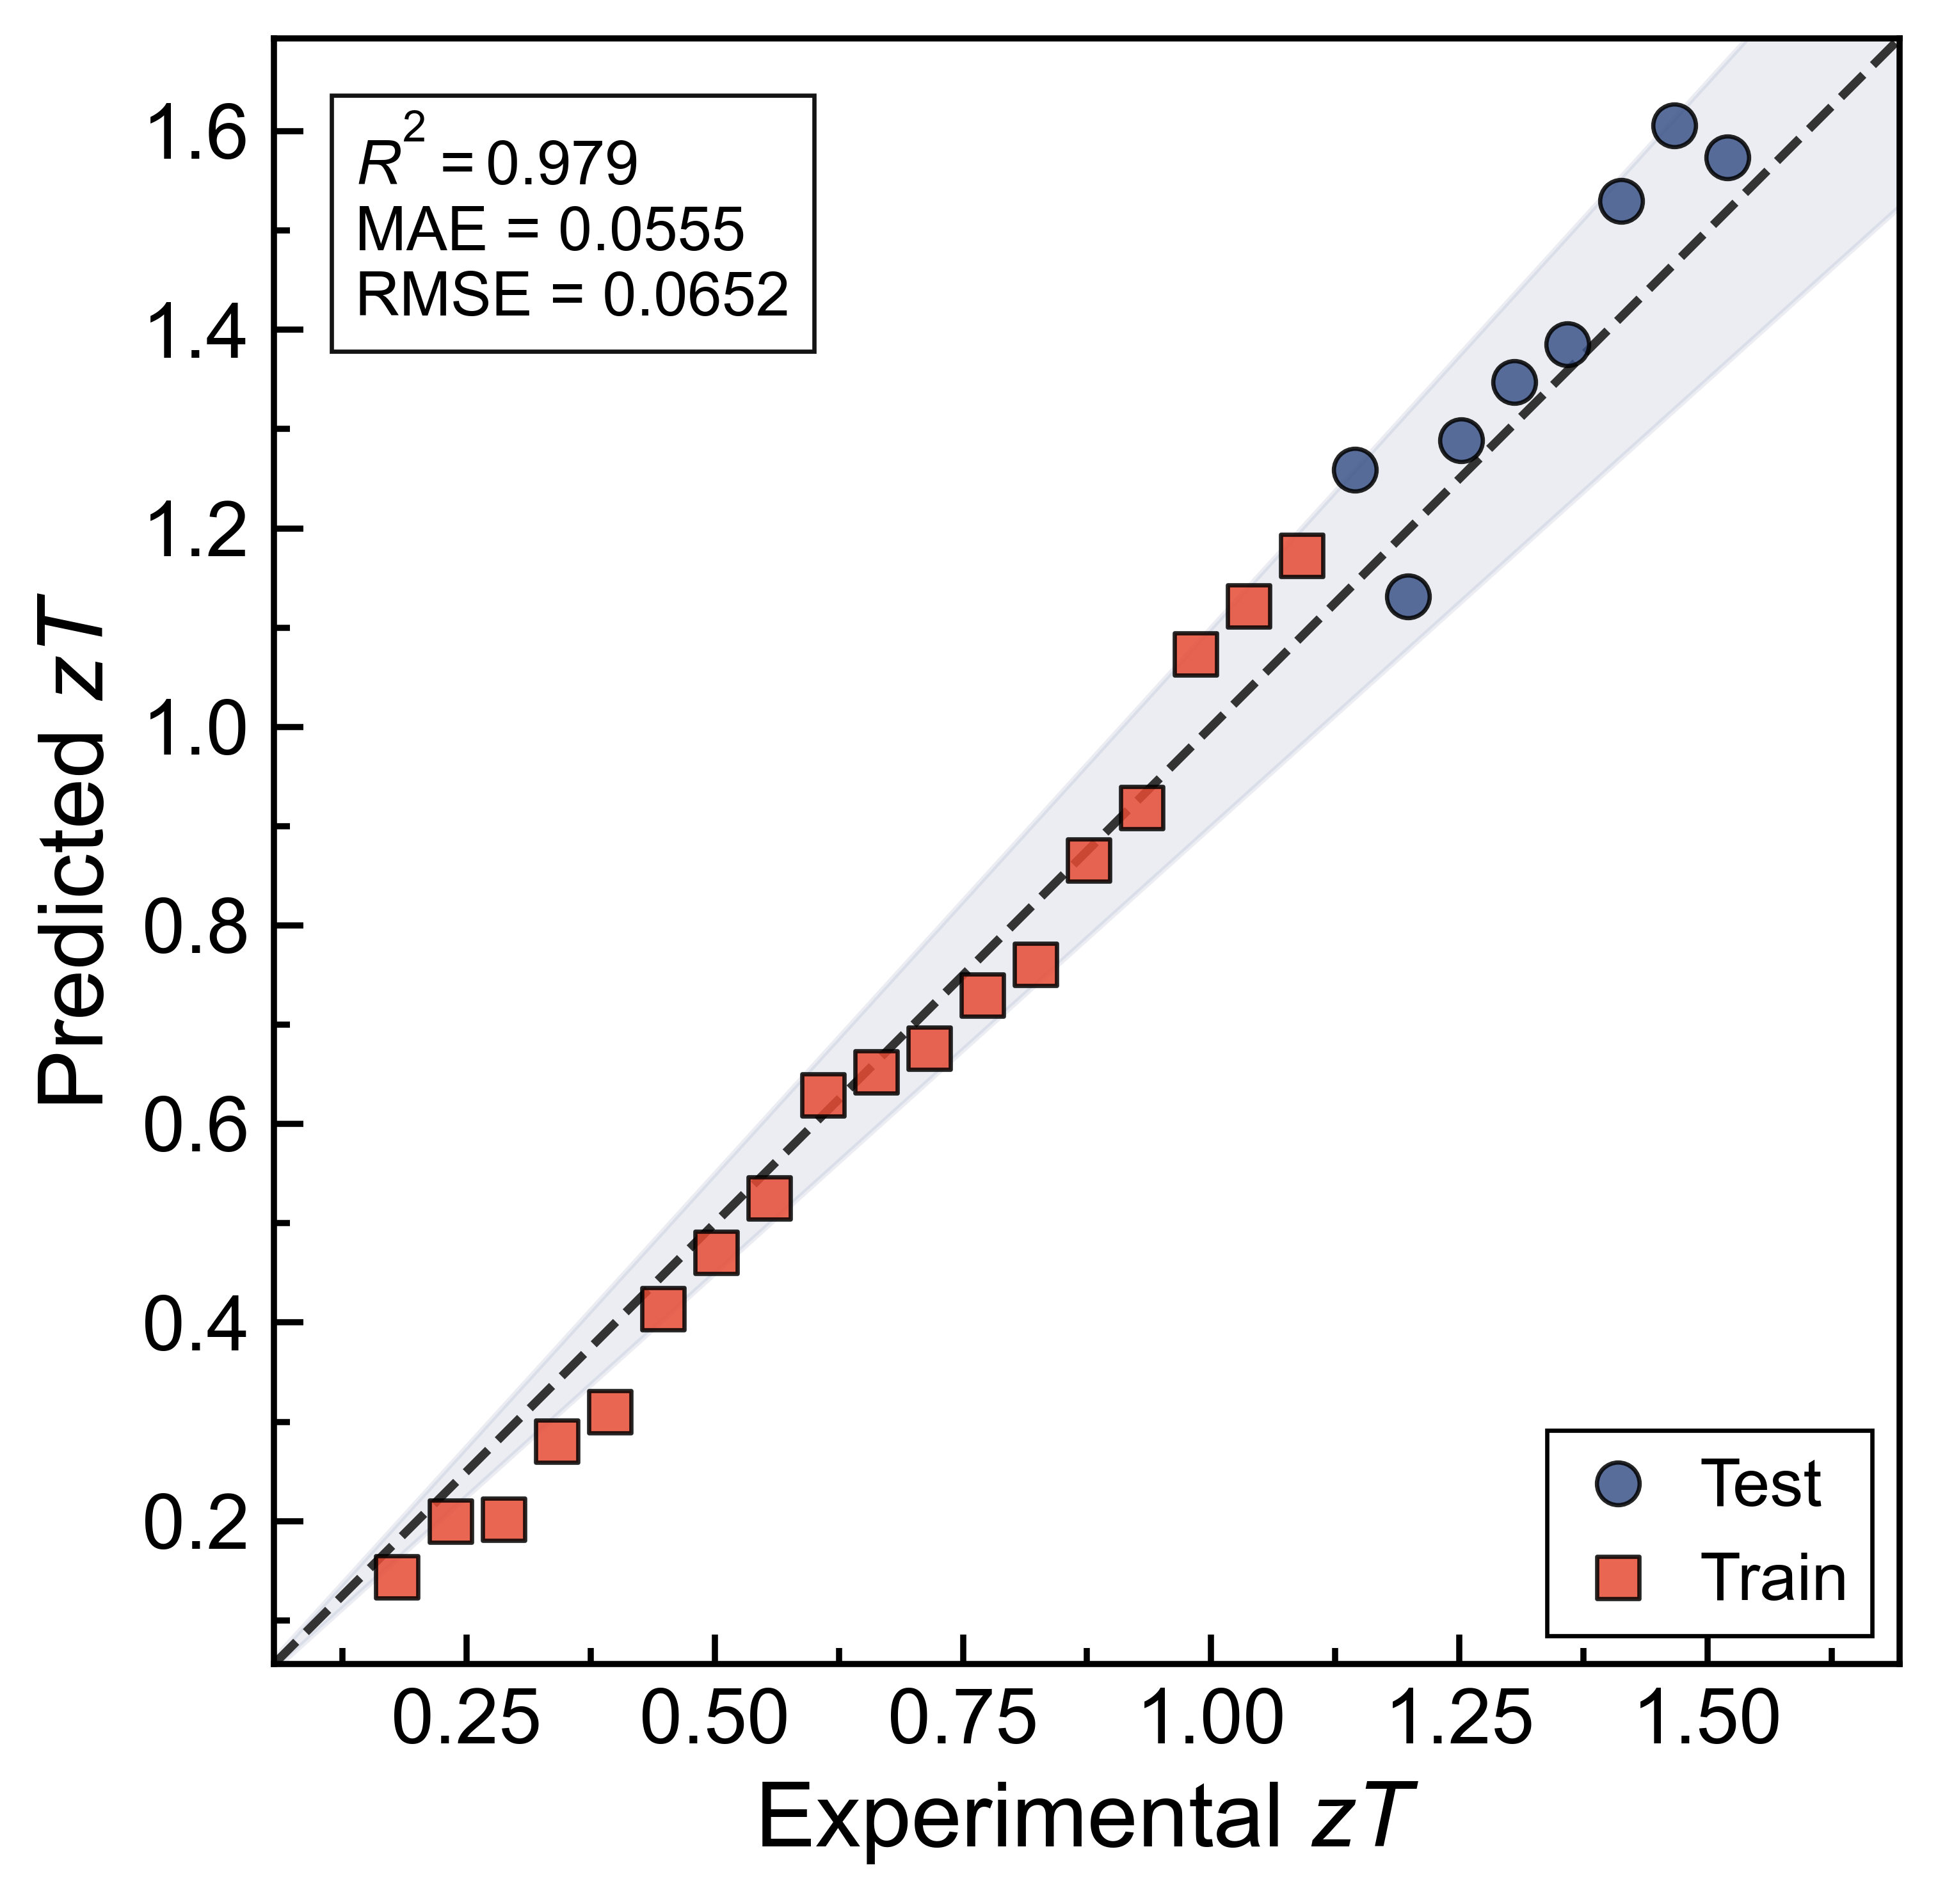 R² = 0.979
MAE = 0.0555
RMSE = 0.0652
1.6
1.4
1.2
1.0
0.8
0.6
0.4
0.2
Predicted zT
Test
Train
0.25 0.50 0.75 1.00 1.25 1.50
Experimental zT